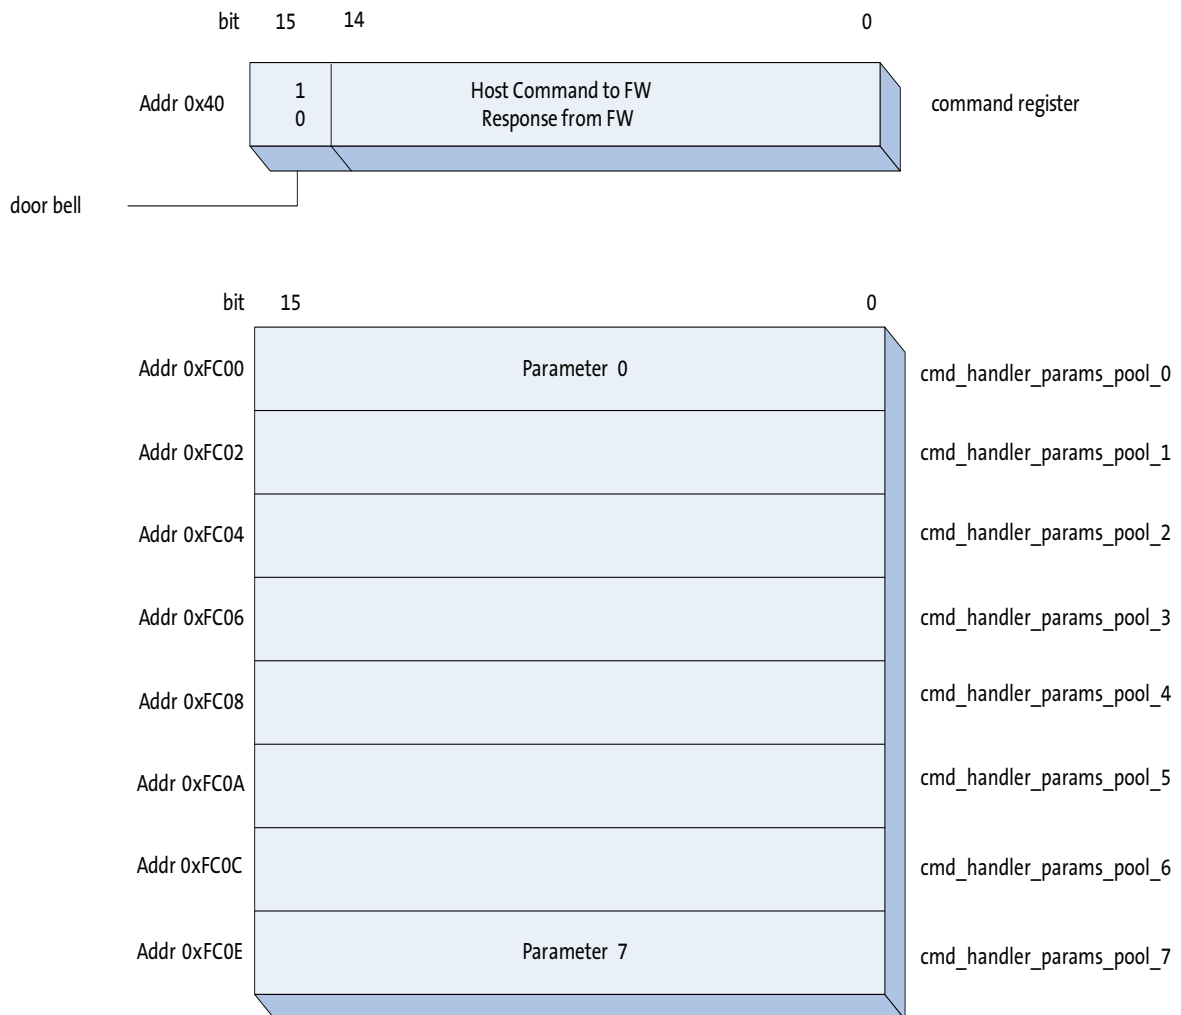 bit 15 14 0
Addr 0x40 1 Host Command to FW command register
0 Response from FW
door bell
bit 15 0
Addr 0xFC00 Parameter 0 cmd_handler_params_pool_0
Addr 0xFC02 cmd_handler_params_pool_1
Addr 0xFC04 cmd_handler_params_pool_2
Addr 0xFC06 cmd_handler_params_pool_3
Addr 0xFC08 cmd_handler_params_pool_4
Addr 0xFC0A cmd_handler_params_pool_5
Addr 0xFC0C cmd_handler_params_pool_6
Addr 0xFC0E Parameter 7 cmd_handler_params_pool_7